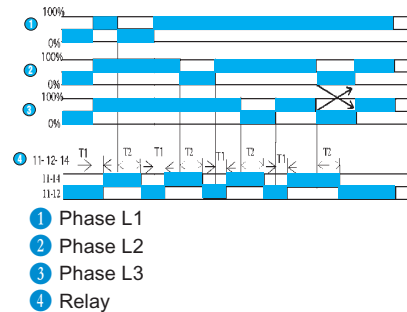 100%
1
0%
100%
2
0%
100%
3
0%
4 11-12-14 T1 T2 T1 T2 T1 T2 T1 T2
11-14
11-12
1 Phase L1
2 Phase L2
3 Phase L3
4 Relay